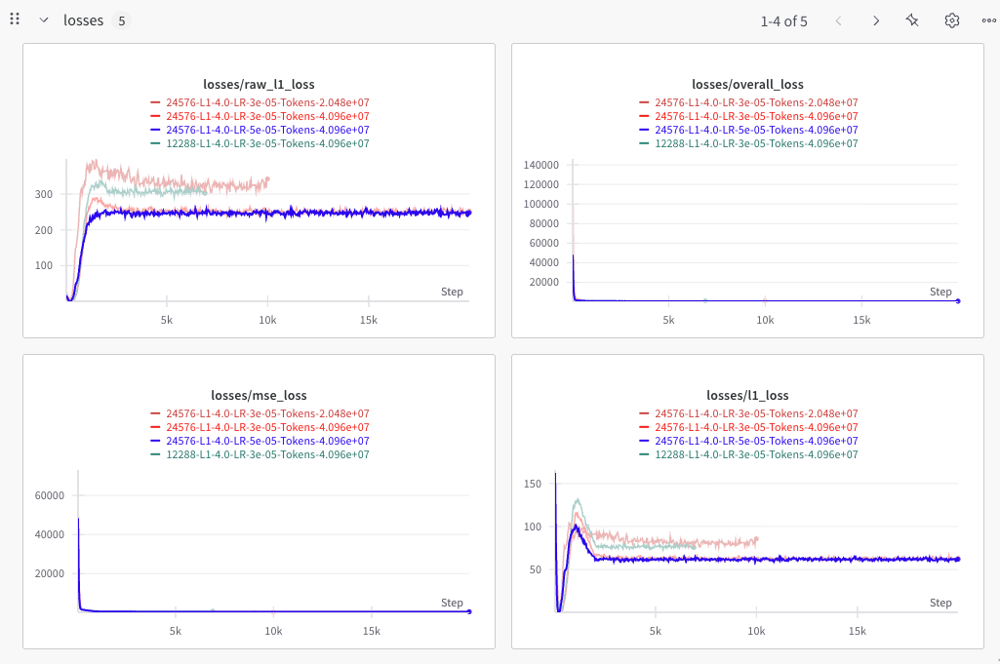 losses 5
1-4 of 5
losses/raw_l1_loss
24576-L1-4.0-LR-3e-05-Tokens-2.048e+07
24576-L1-4.0-LR-3e-05-Tokens-4.096e+07
24576-L1-4.0-LR-5e-05-Tokens-4.096e+07
12288-L1-4.0-LR-3e-05-Tokens-4.096e+07
300
200
100
Step
5k 10k 15k
losses/overall_loss
24576-L1-4.0-LR-3e-05-Tokens-2.048e+07
24576-L1-4.0-LR-3e-05-Tokens-4.096e+07
24576-L1-4.0-LR-5e-05-Tokens-4.096e+07
12288-L1-4.0-LR-3e-05-Tokens-4.096e+07
140000
120000
100000
80000
60000
40000
20000
Step
5k 10k 15k
losses/mse_loss
24576-L1-4.0-LR-3e-05-Tokens-2.048e+07
24576-L1-4.0-LR-3e-05-Tokens-4.096e+07
24576-L1-4.0-LR-5e-05-Tokens-4.096e+07
12288-L1-4.0-LR-3e-05-Tokens-4.096e+07
60000
40000
20000
Step
5k 10k 15k
losses/l1_loss
24576-L1-4.0-LR-3e-05-Tokens-2.048e+07
24576-L1-4.0-LR-3e-05-Tokens-4.096e+07
24576-L1-4.0-LR-5e-05-Tokens-4.096e+07
12288-L1-4.0-LR-3e-05-Tokens-4.096e+07
150
100
50
Step
5k 10k 15k